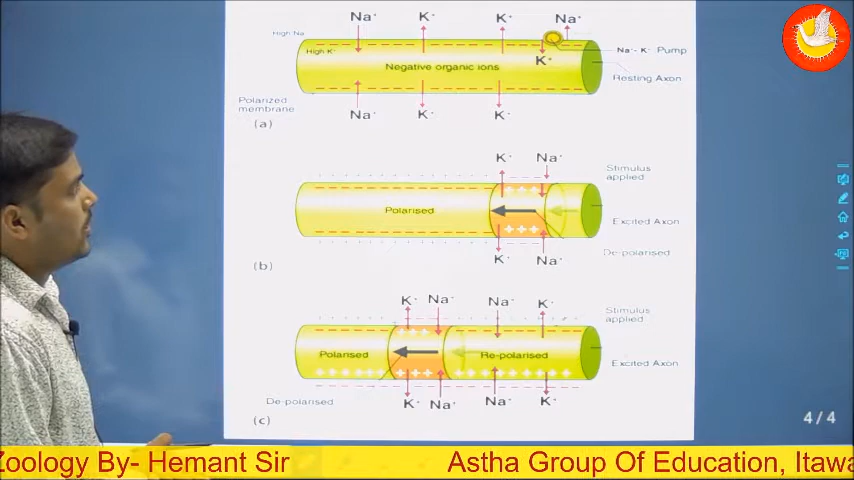 Na⁺ K⁺ K⁺ Na⁺
High Na
High K⁺
K⁺
Na⁺- K⁺ Pump
Negative organic ions
Resting Axon
Polarized
membrane
Na⁺ K⁺ K⁺
(a)
K⁺ Na⁺
Stimulus
applied
Polarised
Excited Axon
K⁺ Na⁺
De-polarised
(b)
K⁺ Na⁺ Na⁺ K⁺
Stimulus
applied
Polarised
Re-polarised
Excited Axon
De-polarised
K⁺ Na⁺ Na⁺ K⁺
(c)
4 / 4
Zoology By- Hemant Sir
Astha Group Of Education, Itawa